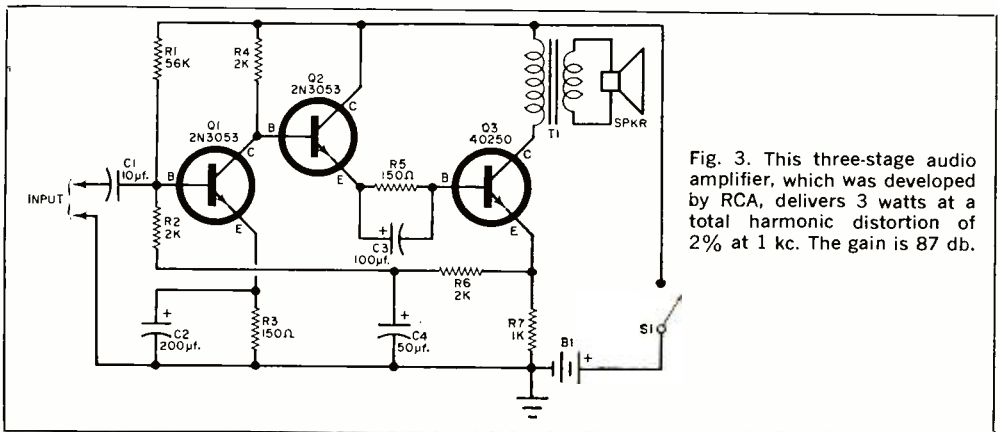 R1
56K
R4
2K
Q2
2N3053
C
B
E
Q1
2N3053
C
B
E
C1
10µf.
INPUT
R2
2K
R5
150Ω
C3
+
100µf.
Q3
40250
C
B
E
T1
SPKR
R6
2K
R3
150Ω
+
C2
200µf.
+
C4
50µf.
R7
1K
B1
+
S1
Fig. 3. This three-stage audio
amplifier, which was developed
by RCA, delivers 3 watts at a
total harmonic distortion of
2% at 1 kc. The gain is 87 db.